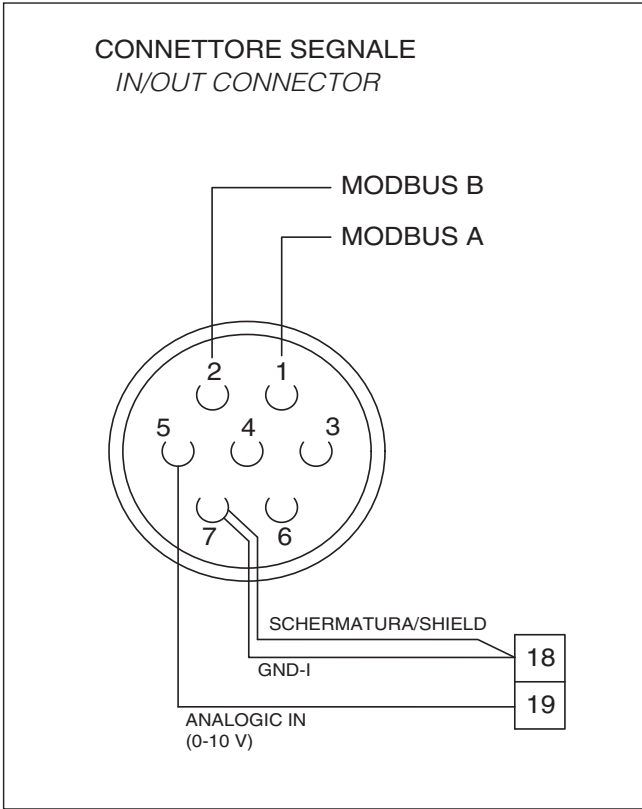 CONNETTORE SEGNALE
IN/OUT CONNECTOR
MODBUS B
MODBUS A
2 1
5 4 3
7 6
SCHERMATURA/SHIELD
18
GND-I
19
ANALOGIC IN
(0-10 V)